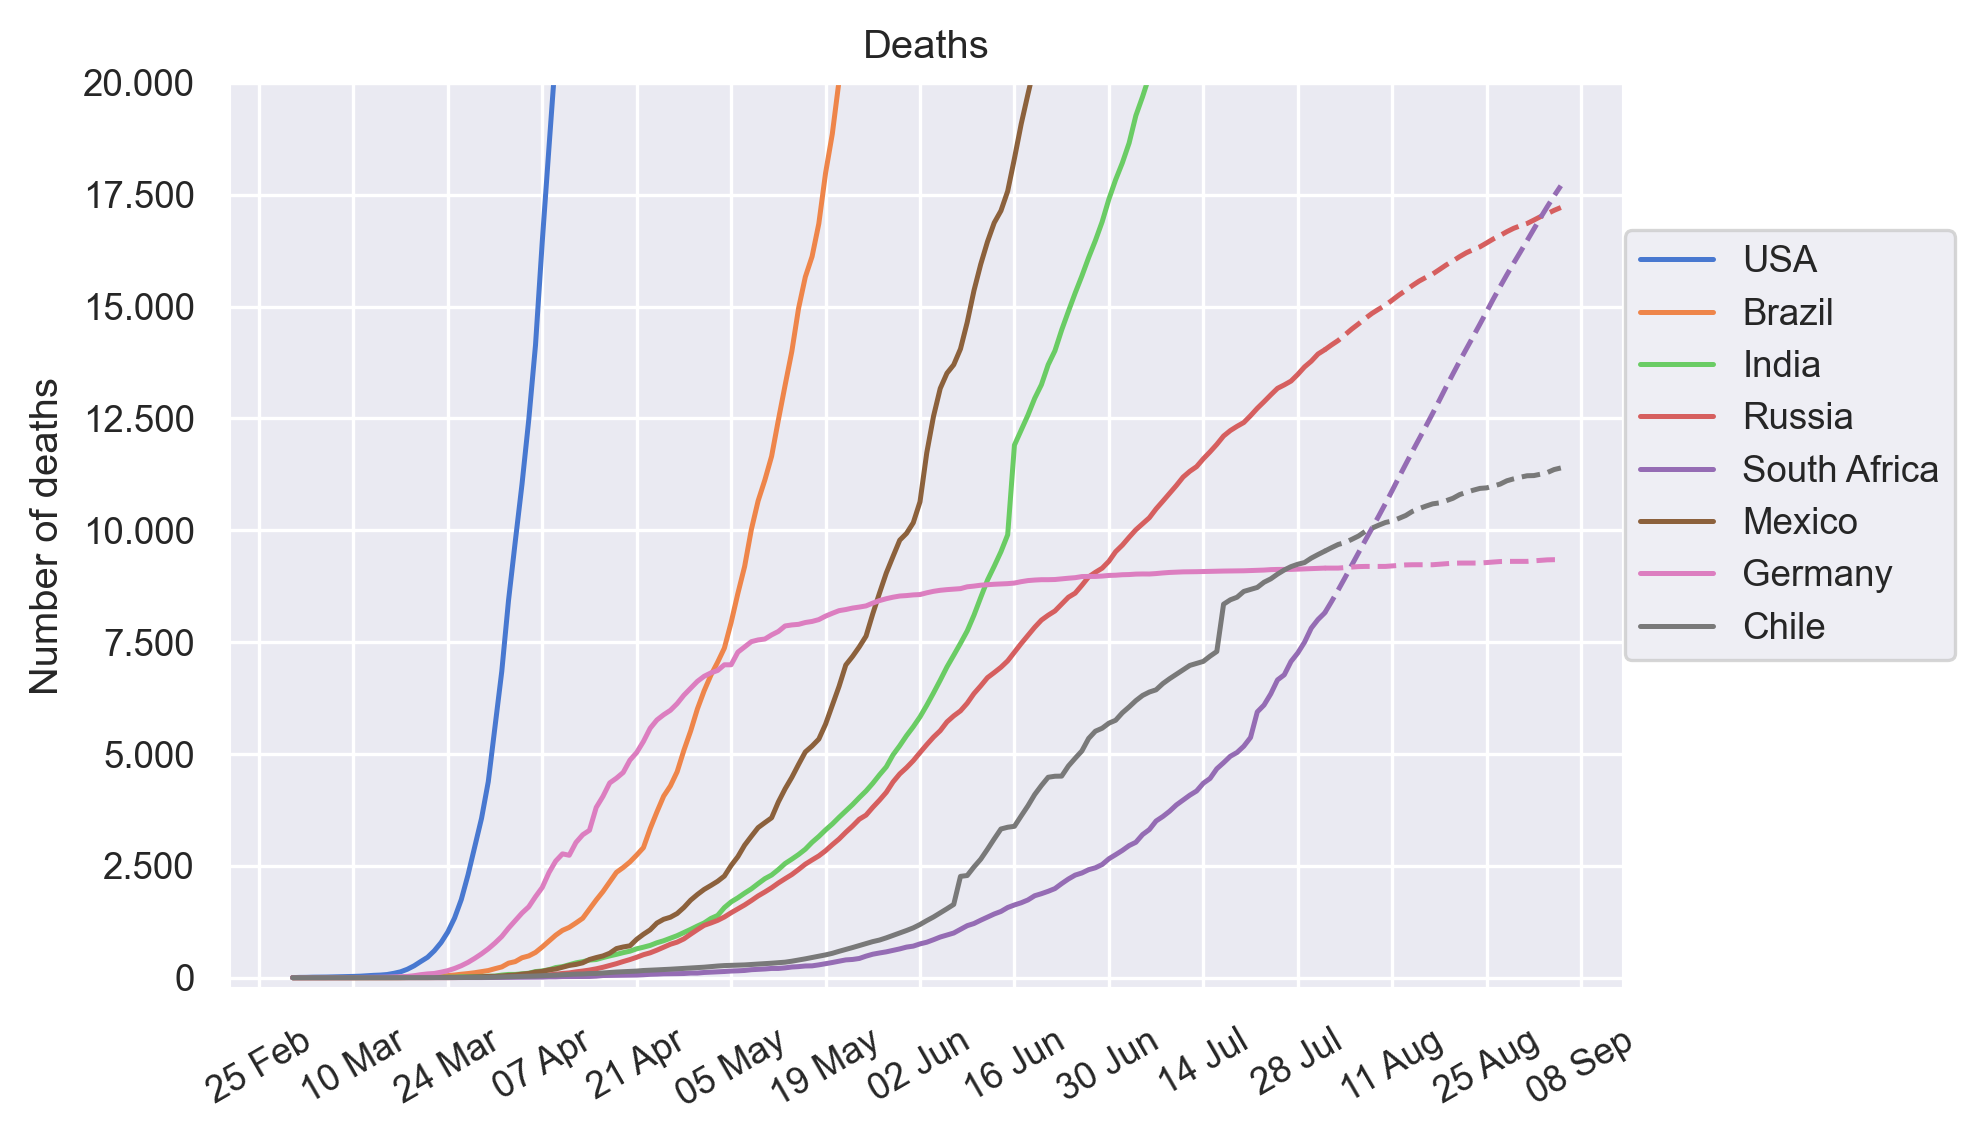 Deaths
20.000
17.500
15.000
12.500
10.000
7.500
5.000
2.500
0
Number of deaths
25 Feb
10 Mar
24 Mar
07 Apr
21 Apr
05 May
19 May
02 Jun
16 Jun
30 Jun
14 Jul
28 Jul
11 Aug
25 Aug
08 Sep
USA
Brazil
India
Russia
South Africa
Mexico
Germany
Chile